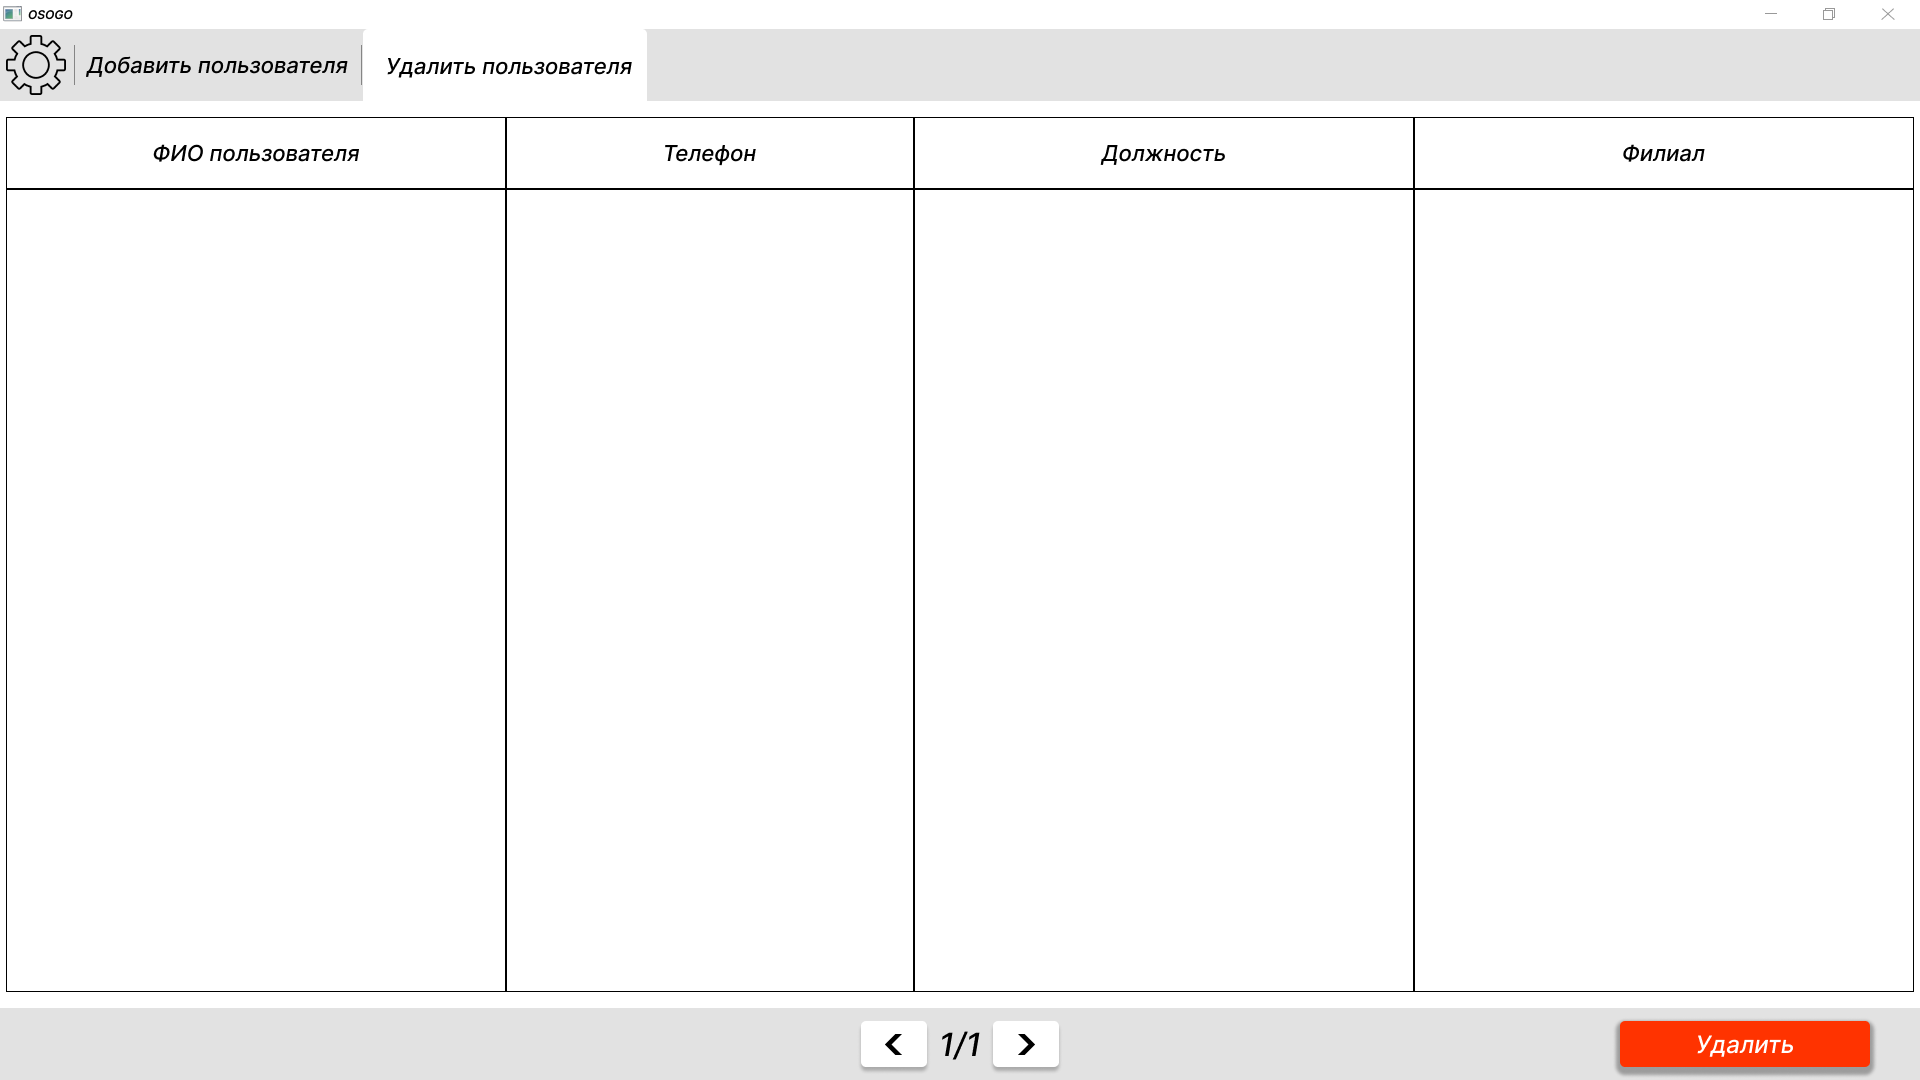 OSOGO
Добавить пользователя
Удалить пользователя
ФИО пользователя
Телефон
Должность
Филиал
1/1
Удалить